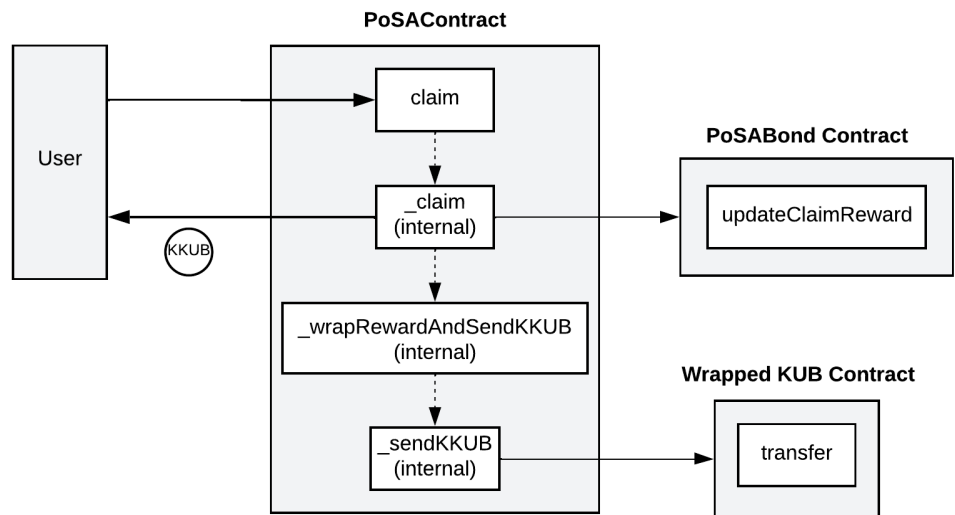 PoSAContract
claim
User
PoSABond Contract
_claim
(internal)
updateClaimReward
KKUB
_wrapRewardAndSendKKUB
(internal)
Wrapped KUB Contract
_sendKKUB
(internal)
transfer